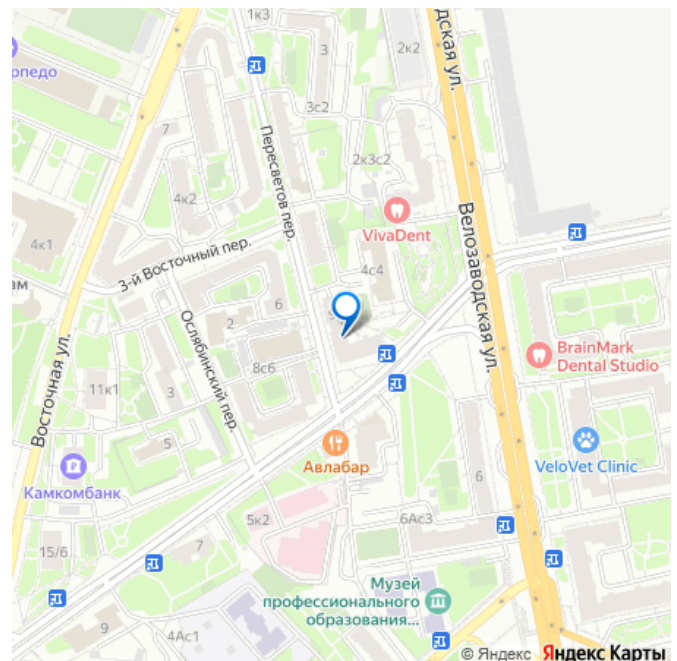 1к3
3
2к2
дская ул.
рпедо
3с2
7
Пересветов пер.
2к3с2
4к2
VivaDent
Велозаводская ул.
4к1
3-й Восточный пер.
4с4
ам
6
2
Ослябинский пер.
8с6
BrainMark
Dental Studio
Восточная ул.
11к1
3
5
Авлабар
VeloVet Clinic
Камкомбанк
6
5к2
6Ас3
15/6
7
Музей
профессионального
образования...
9
4Ас1
© Яндекс Яндекс Карты